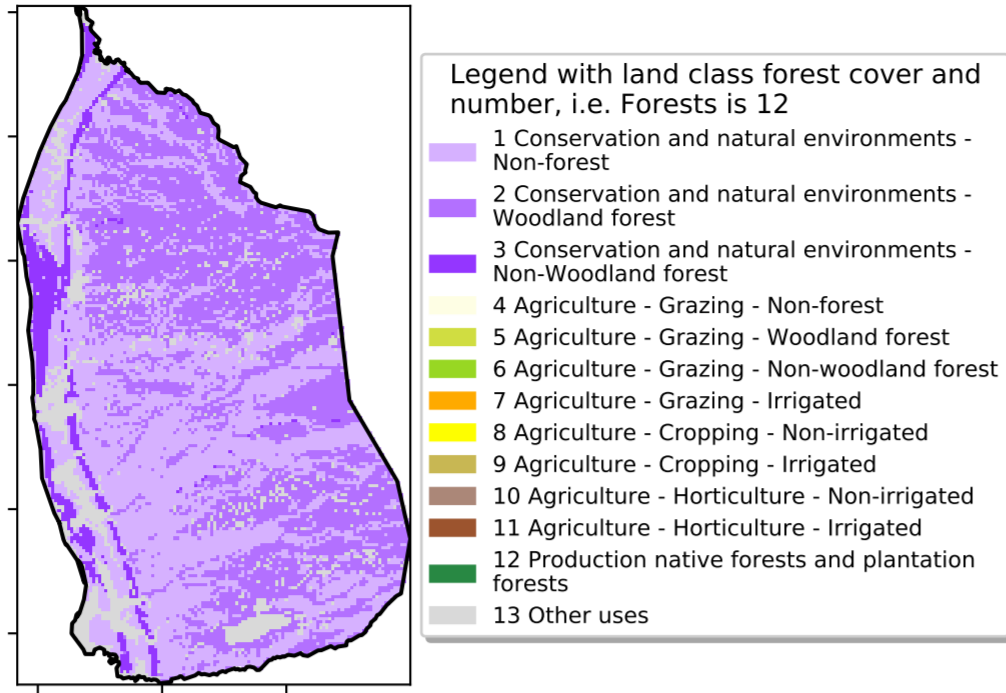 Legend with land class forest cover and
number, i.e. Forests is 12
1 Conservation and natural environments -
Non-forest
2 Conservation and natural environments -
Woodland forest
3 Conservation and natural environments -
Non-Woodland forest
4 Agriculture - Grazing - Non-forest
5 Agriculture - Grazing - Woodland forest
6 Agriculture - Grazing - Non-woodland forest
7 Agriculture - Grazing - Irrigated
8 Agriculture - Cropping - Non-irrigated
9 Agriculture - Cropping - Irrigated
10 Agriculture - Horticulture - Non-irrigated
11 Agriculture - Horticulture - Irrigated
12 Production native forests and plantation
forests
13 Other uses